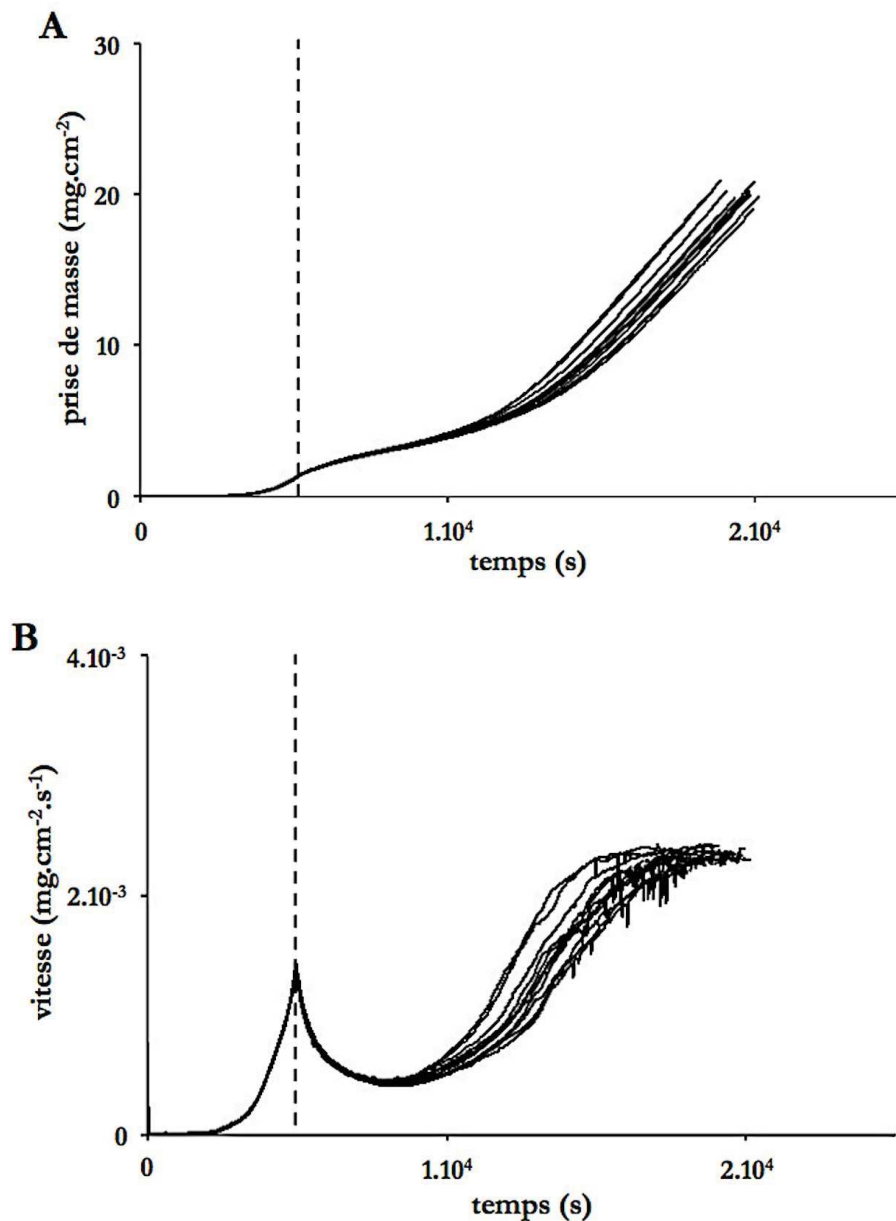 A
30
20
10
0
prise de masse (mg.cm-2)
0
1.10⁴
2.10⁴
temps (s)
B
4.10⁻³
2.10⁻³
0
vitesse (mg.cm⁻².s⁻¹)
0
1.10⁴
2.10⁴
temps (s)